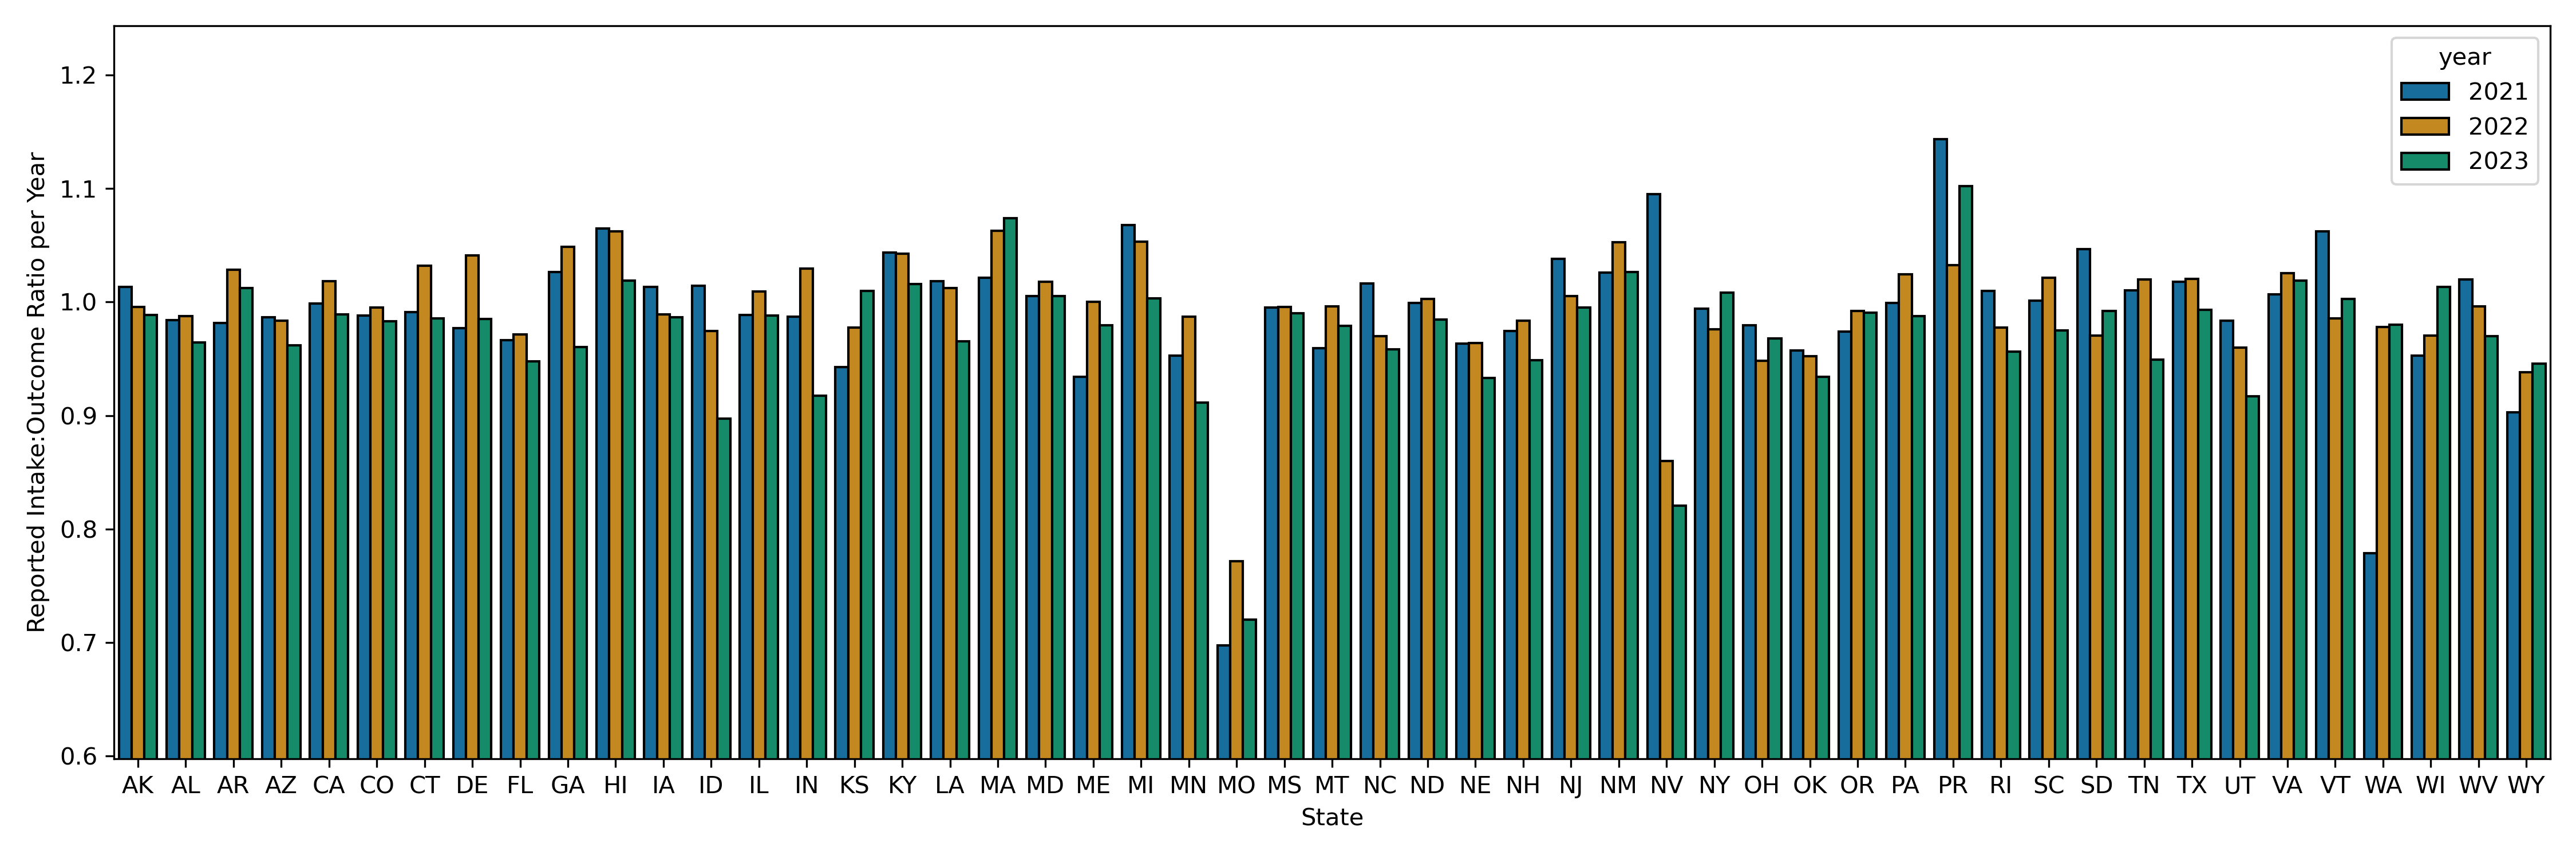 Reported Intake:Outcome Ratio per Year
1.2
1.1
1.0
0.9
0.8
0.7
0.6
year
2021
2022
2023
AK AL AR AZ CA CO CT DE FL GA HI IA ID IL IN KS KY LA MA MD ME MI MN MO MS MT NC ND NE NH NJ NM NV NY OH OK OR PA PR RI SC SD TN TX UT VA VT WA WI WV WY
State